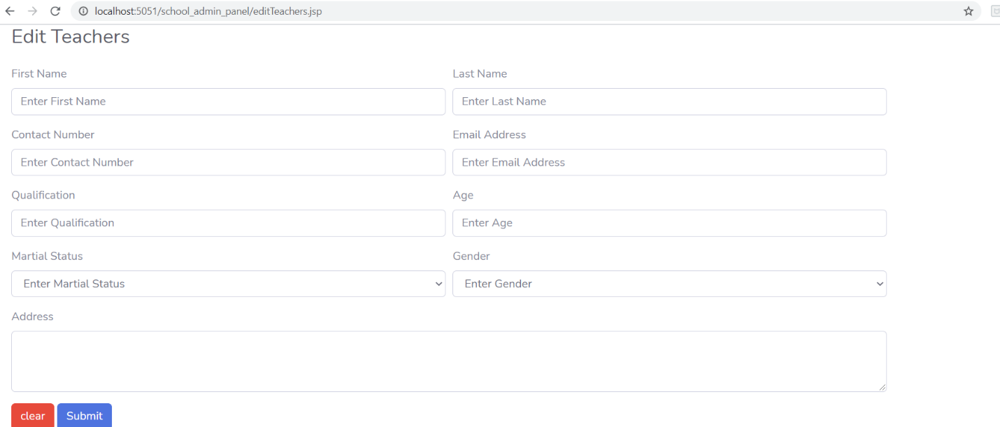 localhost:5051/school_admin_panel/editTeachers.jsp
Edit Teachers
First Name Last Name
Enter First Name Enter Last Name
Contact Number Email Address
Enter Contact Number Enter Email Address
Qualification Age
Enter Qualification Enter Age
Martial Status Gender
Enter Martial Status Enter Gender
Address
clear Submit